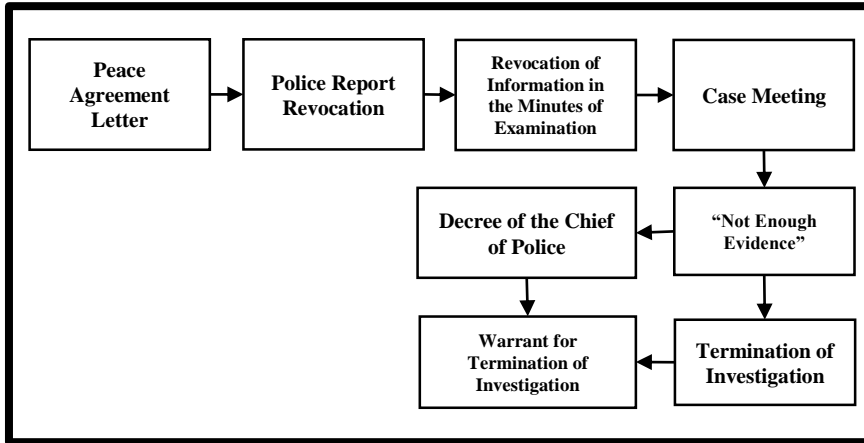 Peace
Agreement
Letter
Police Report
Revocation
Revocation of
Information in
the Minutes of
Examination
Case Meeting
Decree of the Chief
of Police
“Not Enough
Evidence”
Warrant for
Termination of
Investigation
Termination of
Investigation